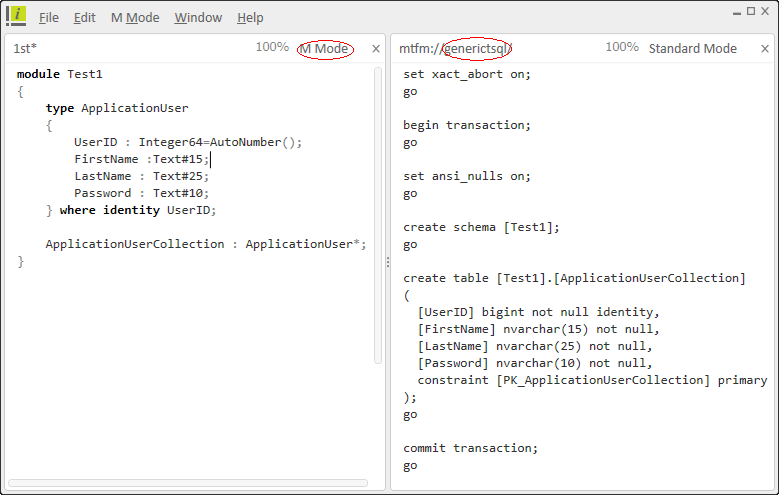 File Edit M Mode Window Help
1st* 100% M Mode ×
module Test1
{
    type ApplicationUser
    {
        UserID : Integer64=AutoNumber();
        FirstName :Text#15;
        LastName : Text#25;
        Password : Text#10;
    } where identity UserID;
    ApplicationUserCollection : ApplicationUser*;
}
mtfm://generictsql/ 100% Standard Mode ×
set xact_abort on;
go
begin transaction;
go
set ansi_nulls on;
go
create schema [Test1];
go
create table [Test1].[ApplicationUserCollection]
(
  [UserID] bigint not null identity,
  [FirstName] nvarchar(15) not null,
  [LastName] nvarchar(25) not null,
  [Password] nvarchar(10) not null,
  constraint [PK_ApplicationUserCollection] primary
);
go
commit transaction;
go